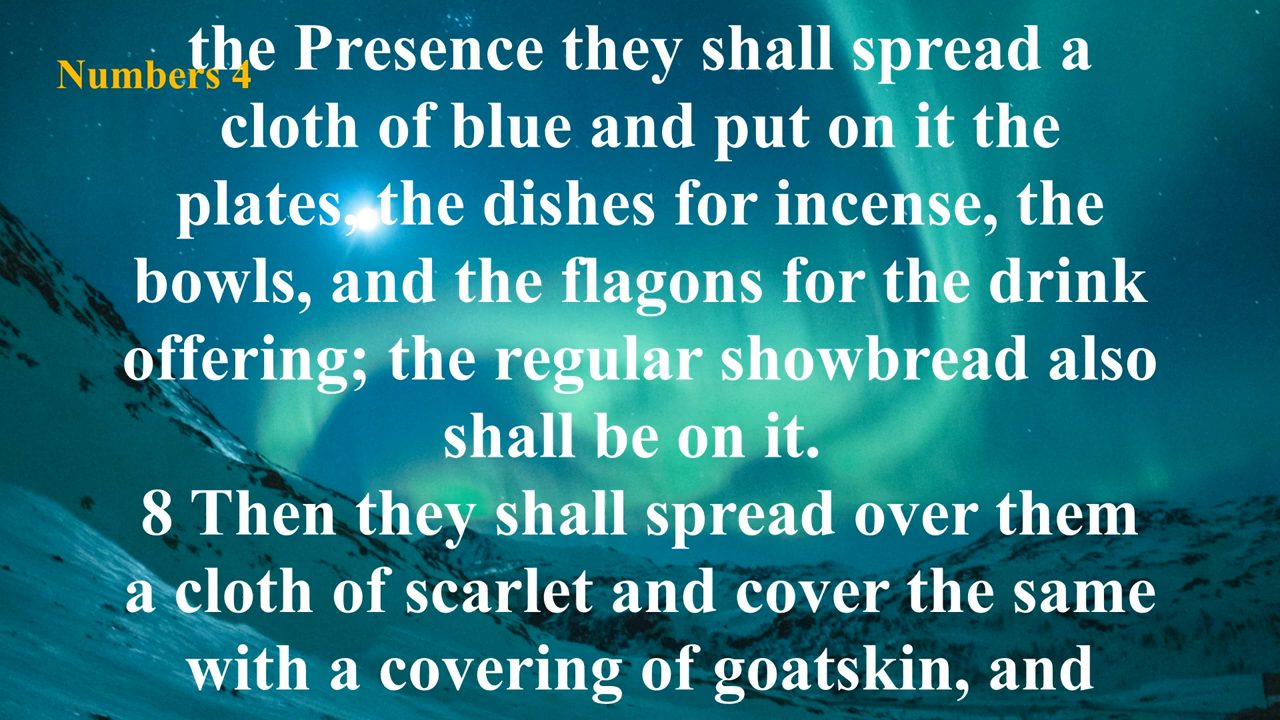 Numbers 4
the Presence they shall spread a
cloth of blue and put on it the
plates, the dishes for incense, the
bowls, and the flagons for the drink
offering; the regular showbread also
shall be on it.
8 Then they shall spread over them
a cloth of scarlet and cover the same
with a covering of goatskin, and